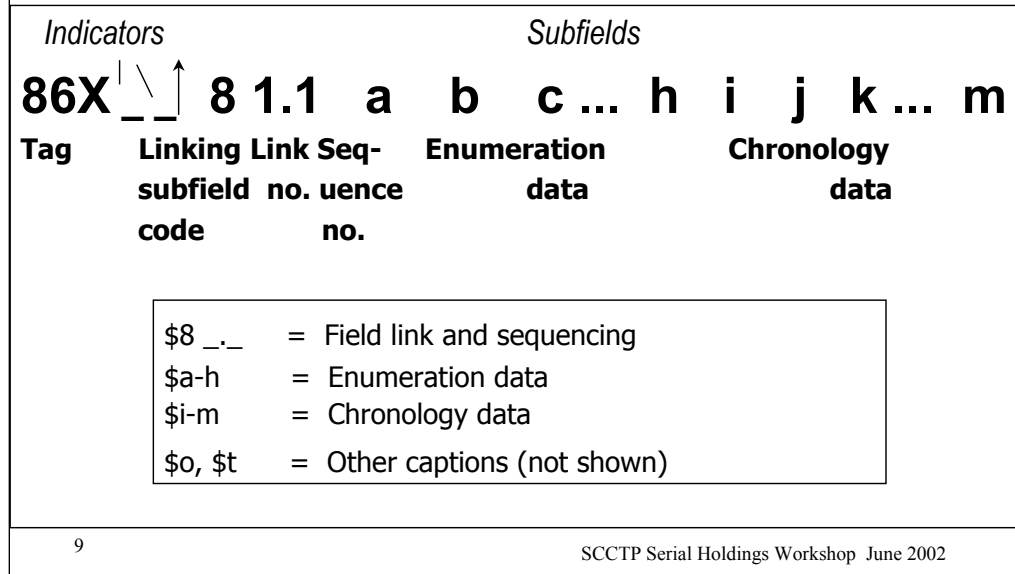 Indicators Subfields
86X _ _ 8 1.1 a b c ... h i j k ... m
Tag Linking Link Seq- Enumeration Chronology
subfield no. uence data data
code no.
$8 _._ = Field link and sequencing
$a-h = Enumeration data
$i-m = Chronology data
$o, $t = Other captions (not shown)
9 SCCTP Serial Holdings Workshop June 2002